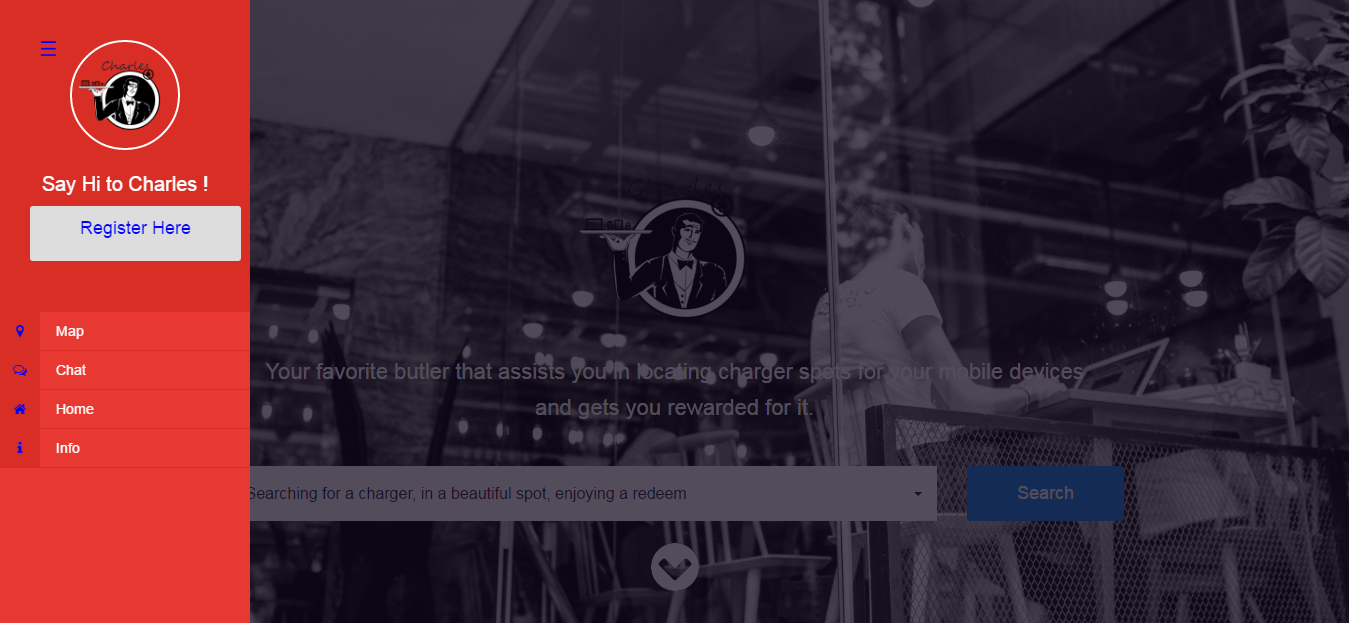 Charles
Say Hi to Charles !
Register Here
Map
Chat
Home
Info
Your favorite butler that assists you in locating charger spots for your mobile devices
and gets you rewarded for it.
Searching for a charger, in a beautiful spot, enjoying a redeem
Search